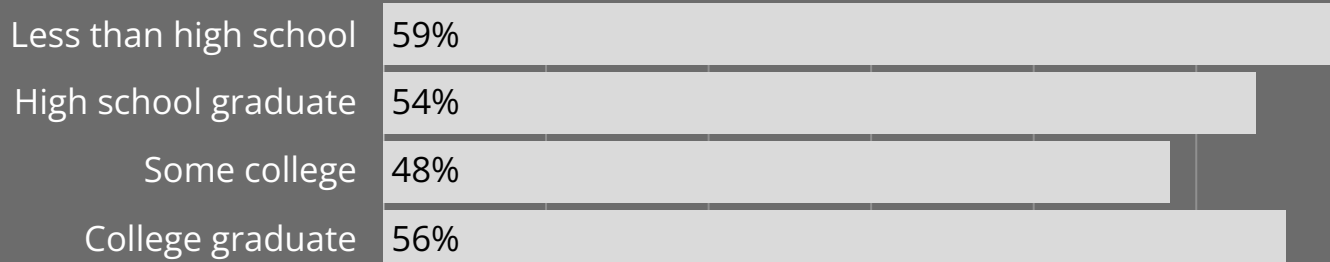 Less than high school 59%
High school graduate 54%
Some college 48%
College graduate 56%